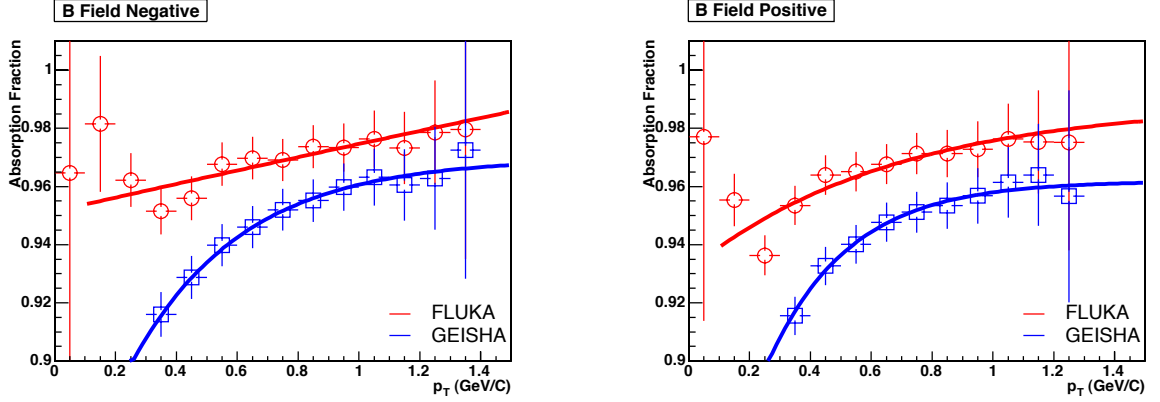 B Field Negative
Absorption Fraction
1
0.98
0.96
0.94
0.92
0.9
0 0.2 0.4 0.6 0.8 1 1.2 1.4
p_T (GeV/C)
FLUKA
GEISHA
B Field Positive
Absorption Fraction
1
0.98
0.96
0.94
0.92
0.9
0 0.2 0.4 0.6 0.8 1 1.2 1.4
p_T (GeV/C)
FLUKA
GEISHA